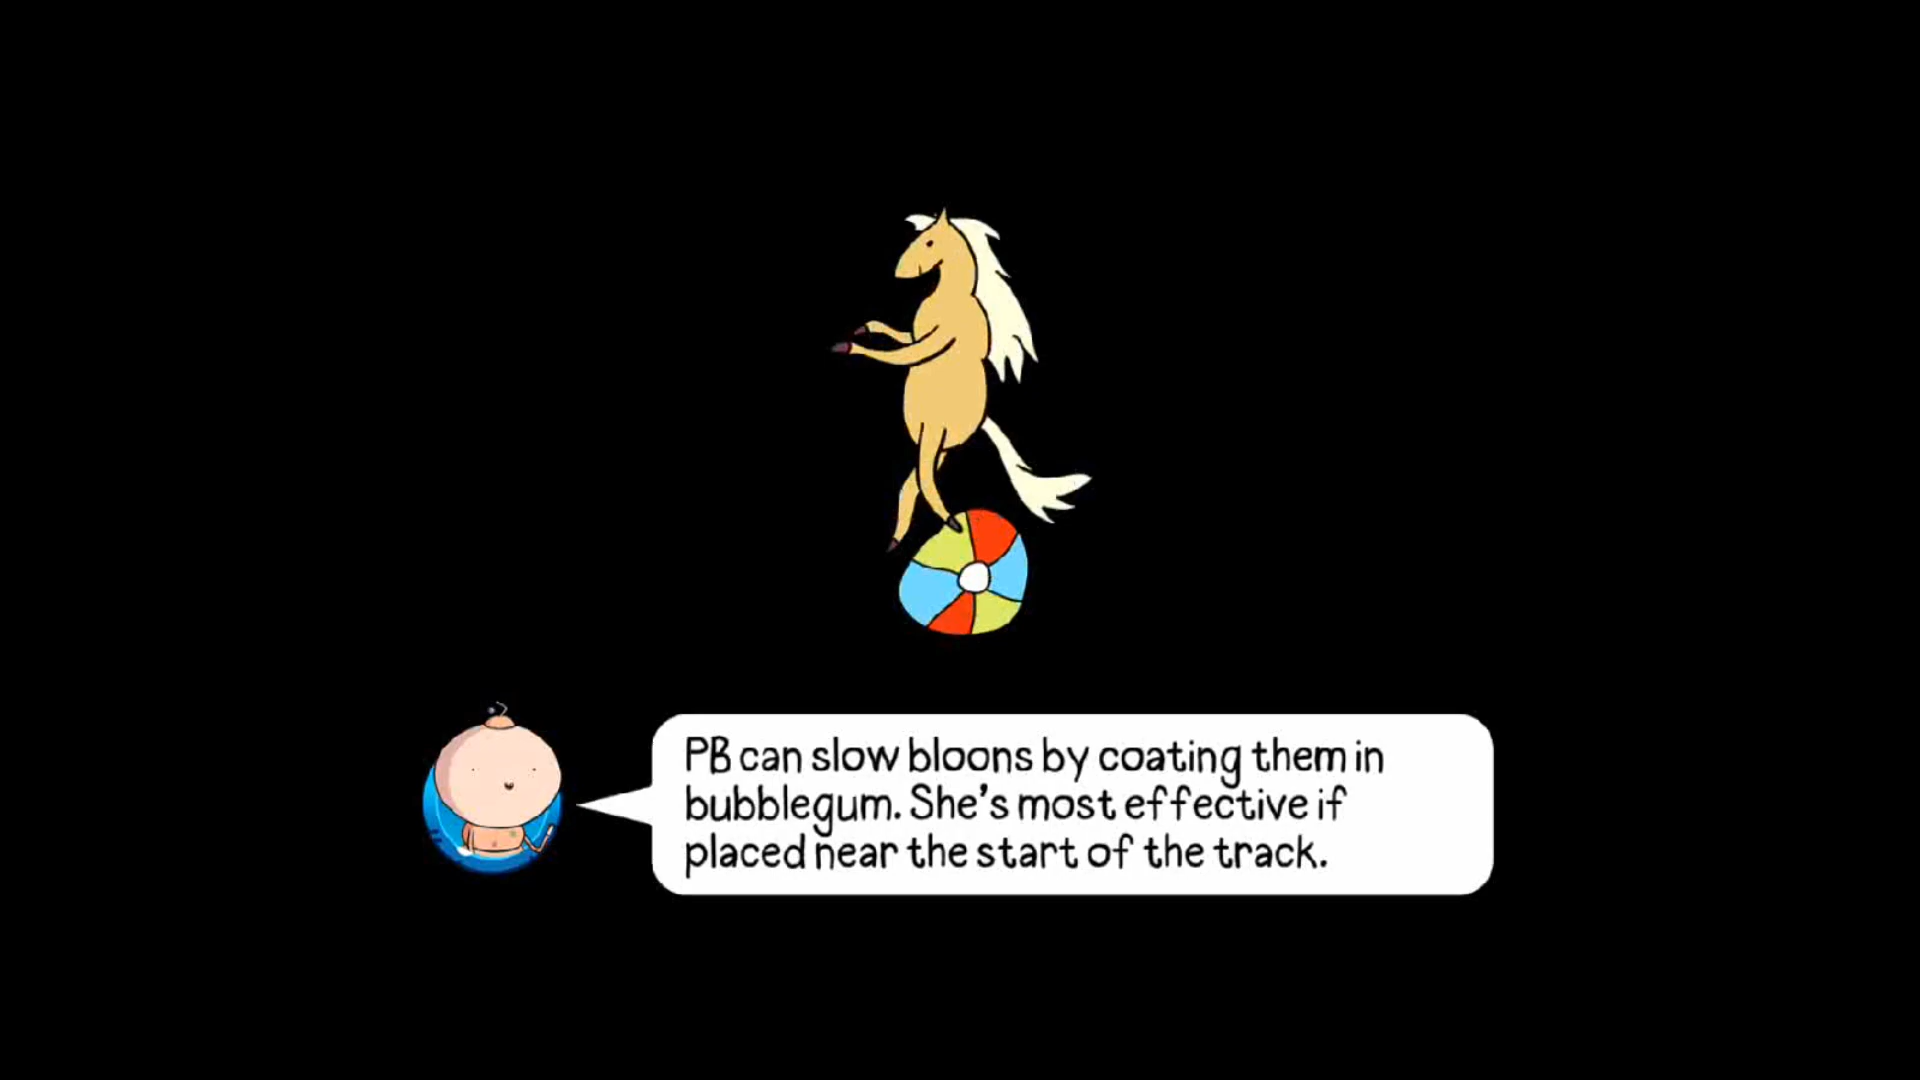 PB can slow bloons by coating them in
bubblegum. She's most effective if
placed near the start of the track.